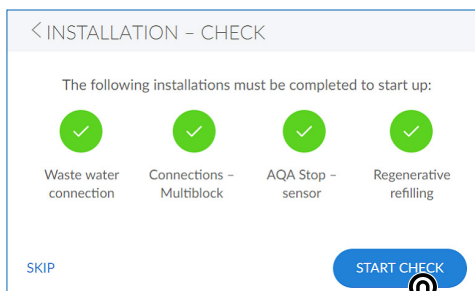 INSTALLATION – CHECK
The following installations must be completed to start up:
Waste water
connection
Connections –
Multiblock
AQA Stop –
sensor
Regenerative
refilling
SKIP
START CHECK